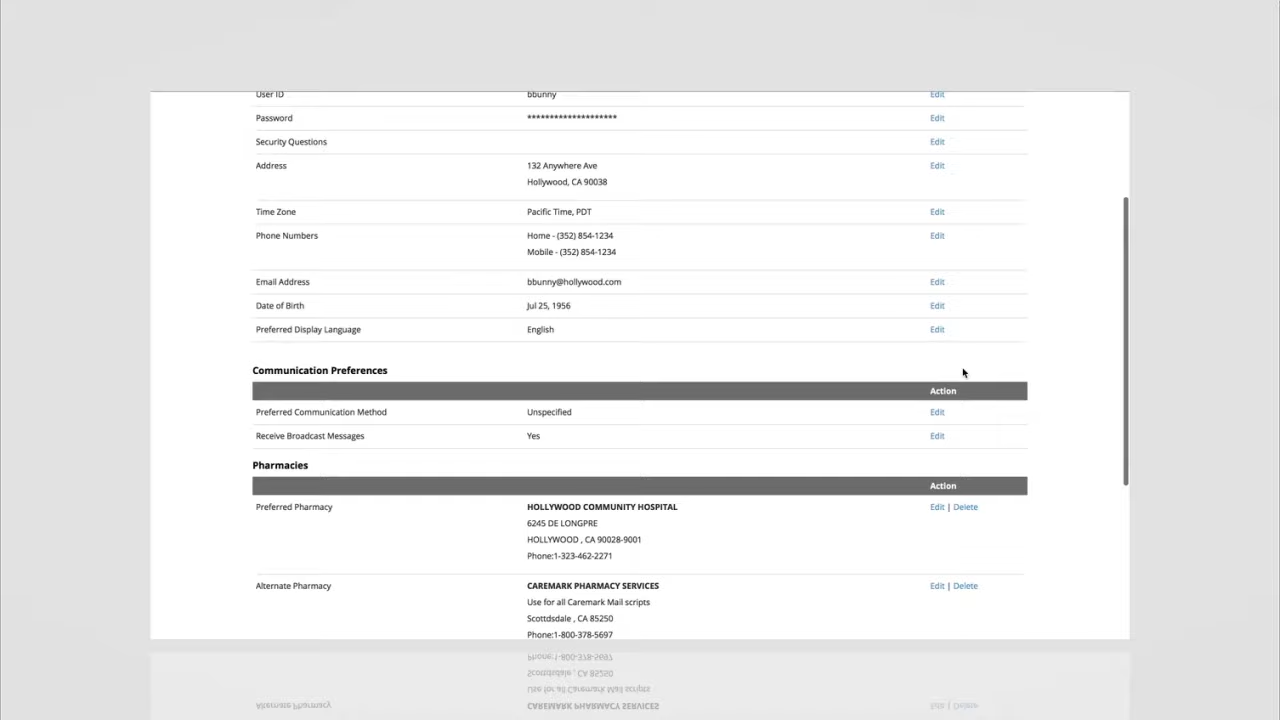 User ID bbunny Edit
Password ******************** Edit
Security Questions Edit
Address 132 Anywhere Ave Edit
Hollywood, CA 90038
Time Zone Pacific Time, PDT Edit
Phone Numbers Home - (352) 854-1234 Edit
Mobile - (352) 854-1234
Email Address bbunny@hollywood.com Edit
Date of Birth Jul 25, 1956 Edit
Preferred Display Language English Edit
Communication Preferences
Action
Preferred Communication Method Unspecified Edit
Receive Broadcast Messages Yes Edit
Pharmacies
Action
Preferred Pharmacy HOLLYWOOD COMMUNITY HOSPITAL Edit | Delete
6245 DE LONGPRE
HOLLYWOOD , CA 90028-9001
Phone:1-323-462-2271
Alternate Pharmacy CAREMARK PHARMACY SERVICES Edit | Delete
Use for all Caremark Mail scripts
Scottdsdale , CA 85250
Phone:1-800-378-5697